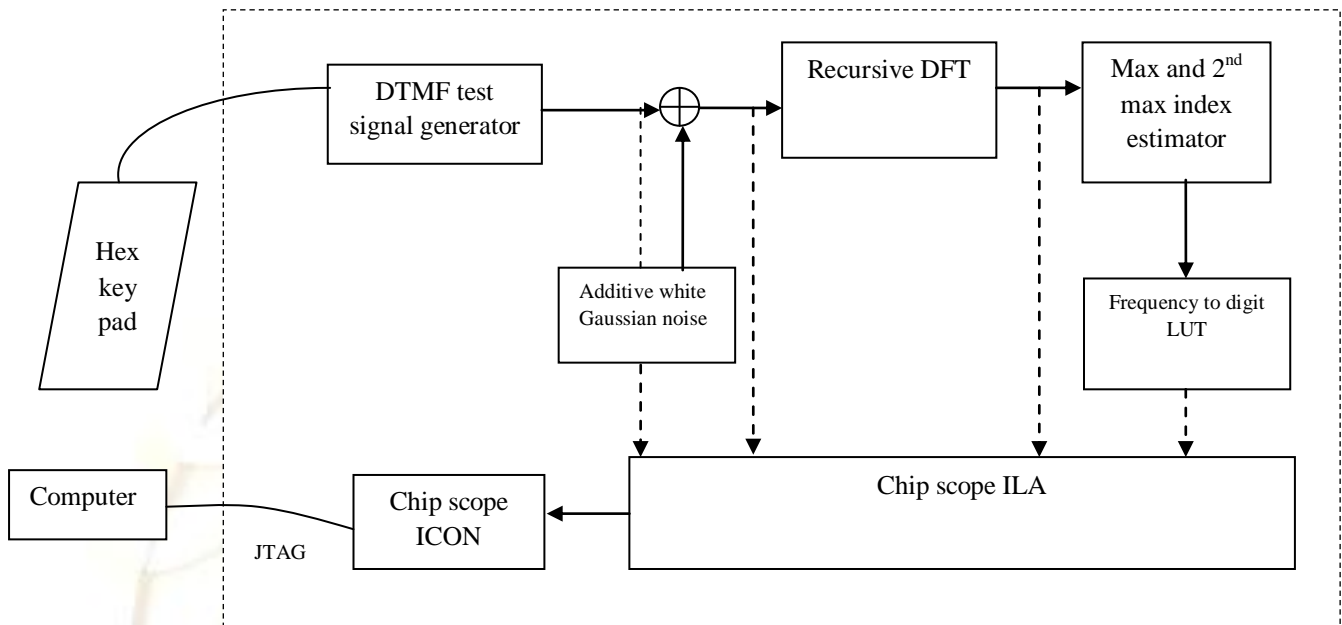 DTMF test
signal generator
Recursive DFT
Max and 2nd
max index
estimator
Hex
key
pad
Additive white
Gaussian noise
Frequency to digit
LUT
Computer
JTAG
Chip scope
ICON
Chip scope ILA